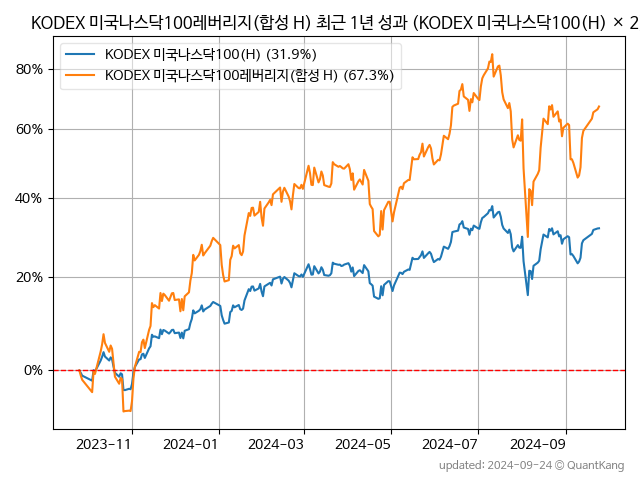 KODEX 미국나스닥100레버리지(합성 H) 최근 1년 성과 (KODEX 미국나스닥100(H) × 2
KODEX 미국나스닥100(H) (31.9%)
KODEX 미국나스닥100레버리지(합성 H) (67.3%)
80%
60%
40%
20%
0%
2023-11
2024-01
2024-03
2024-05
2024-07
2024-09
updated: 2024-09-24 © QuantKang